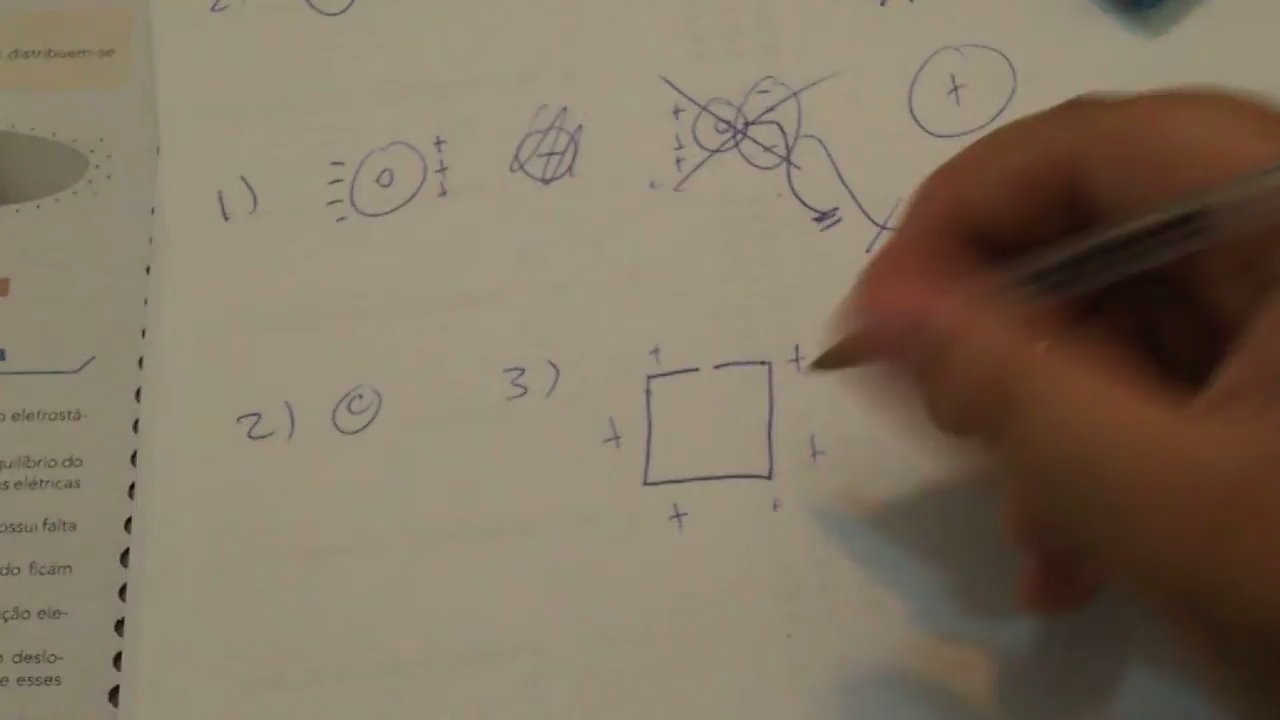 distribuem-se
1)
+
+
+
+
2) C
3)
+ +
+ +
+ +
eletrostá-
quilíbrio do
s elétricas
ossui falta
do ficam
ção ele-
deslo-
e esses